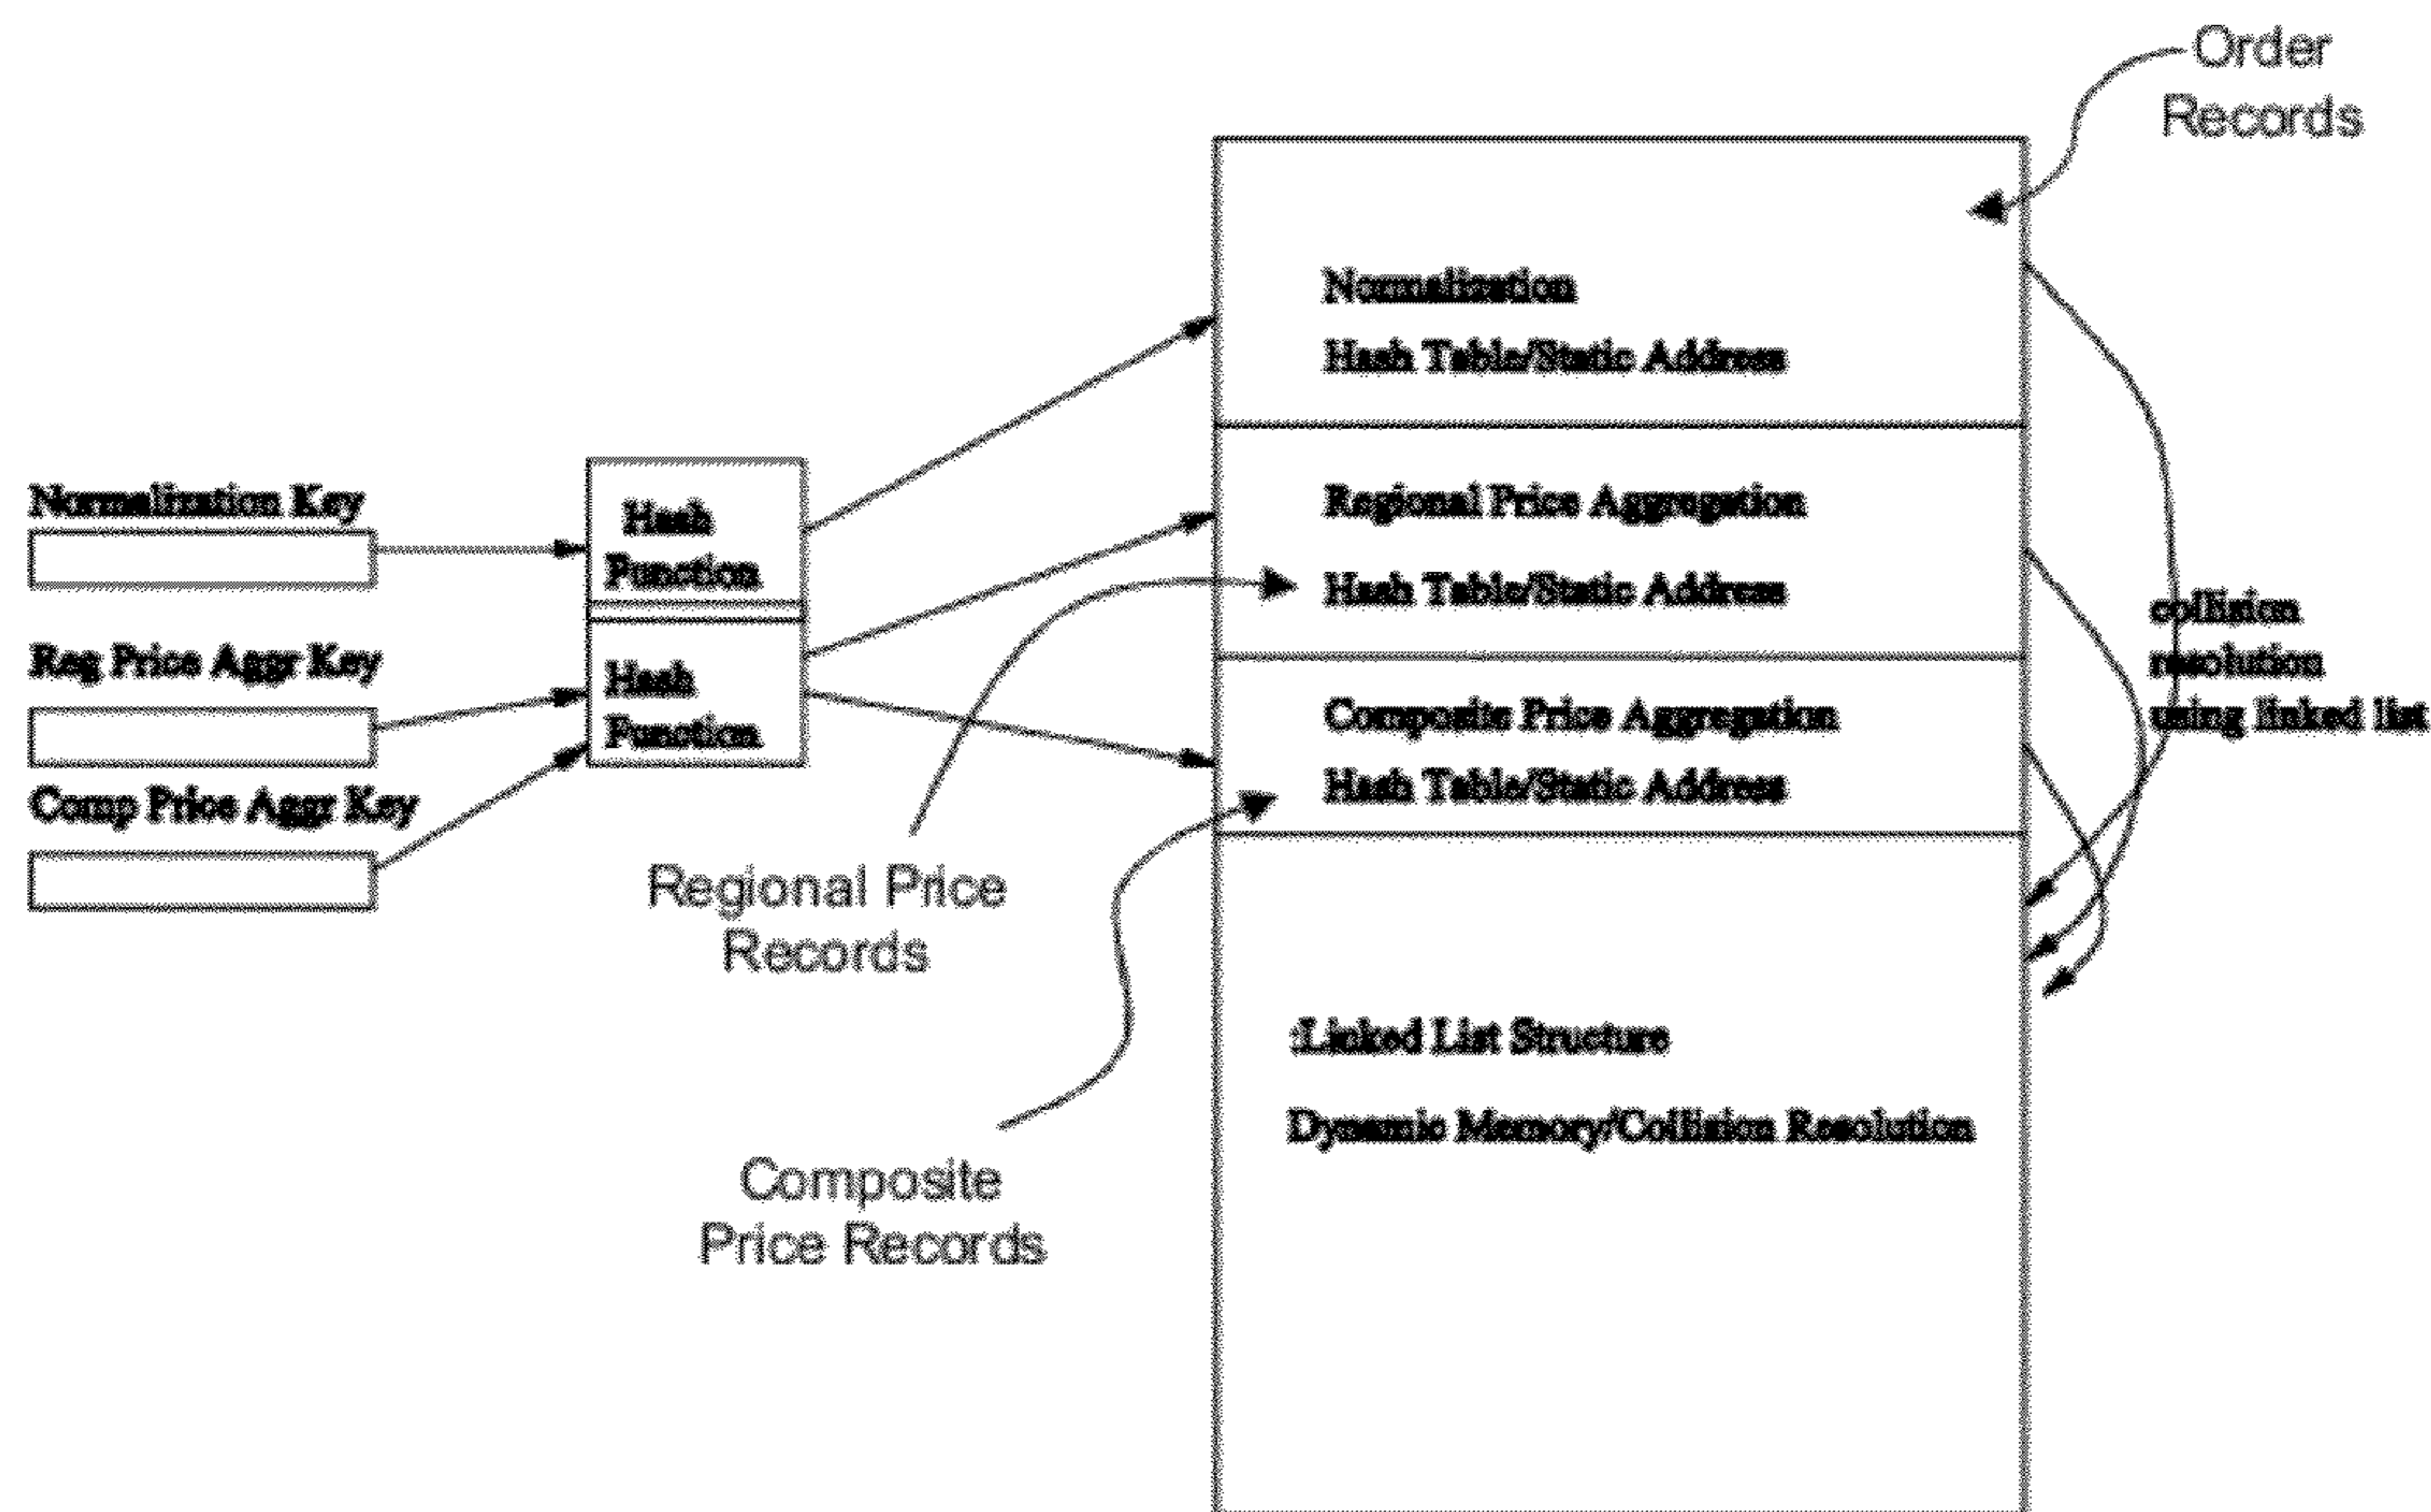 Order
Records
Normalization
Hash Table/Static Address
Normalization Key
Hash
Function
Regional Price Aggregation
Hash Table/Static Address
collision
resolution
using linked list
Reg Price Aggr Key
Hash
Function
Composite Price Aggregation
Hash Table/Static Address
Comp Price Aggr Key
Regional Price
Records
:Linked List Structure
Dynamic Memory/Collision Resolution
Composite
Price Records